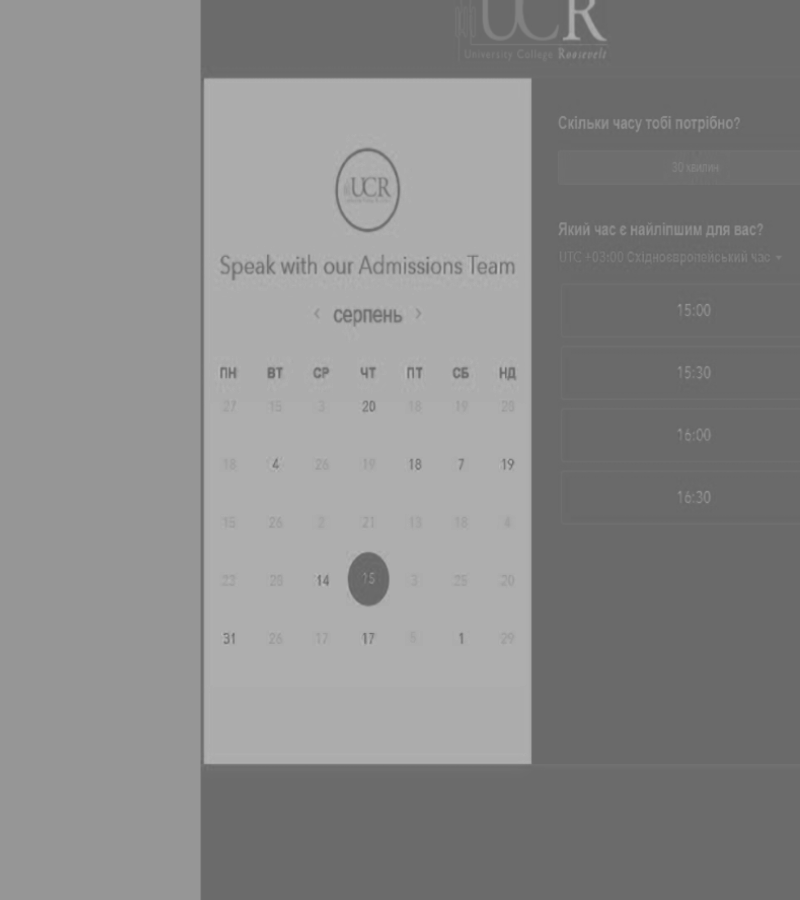 UCR
University College Roosevelt
UCR
Speak with our Admissions Team
‹ серпень ›
ПН ВТ СР ЧТ ПТ СБ НД
27 15 3 20 18 19 25
18 4 26 19 18 7 19
15 26 2 21 13 16 4
23 20 14 15 3 25 20
31 26 17 17 5 1 29
Скільки часу тобі потрібно?
30 хвилин
Який час є найліпшим для вас?
UTC +03:00 Східноєвропейський час
15:00
15:30
16:00
16:30